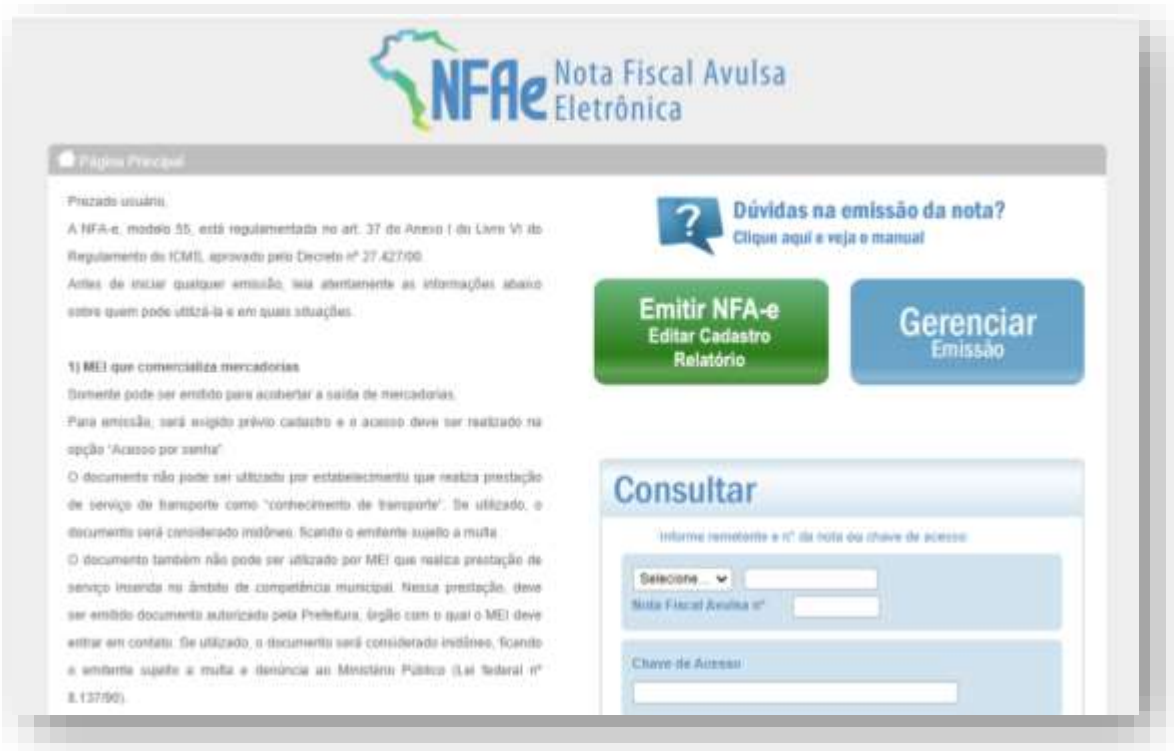 NFAe Nota Fiscal Avulsa
Eletrônica
Página Principal
Prezado usuário,
A NFA-e, modelo 55, está regulamentada no art. 37 do Anexo I do Livro VI do
Regulamento do ICMS, aprovado pelo Decreto nº 27.427/00.
Antes de iniciar qualquer emissão, leia atentamente as informações abaixo
sobre quem pode utilizá-la e em quais situações.
1) MEI que comercializa mercadorias
Somente pode ser emitido para acobertar a saída de mercadorias.
Para emissão, será exigido prévio cadastro e o acesso deve ser realizado na
opção "Acesso por senha"
O documento não pode ser utilizado por estabelecimento que realiza prestação
de serviço de transporte como "conhecimento de transporte". Se utilizado, o
documento será considerado inidôneo, ficando o emitente sujeito a multa
O documento também não pode ser utilizado por MEI que realiza prestação de
serviço inserida no âmbito de competência municipal. Nessa prestação, deve
ser emitido documento autorizado pela Prefeitura, órgão com o qual o MEI deve
entrar em contato. Se utilizado, o documento será considerado inidôneo, ficando
o emitente sujeito a multa e denúncia ao Ministério Público (Lei federal nº
8.137/90).
Dúvidas na emissão da nota?
Clique aqui e veja o manual
Emitir NFA-e
Editar Cadastro
Relatório
Gerenciar
Emissão
Consultar
Informe remetente e nº da nota ou chave de acesso
Selecione...
Nota Fiscal Avulsa nº
Chave de Acesso